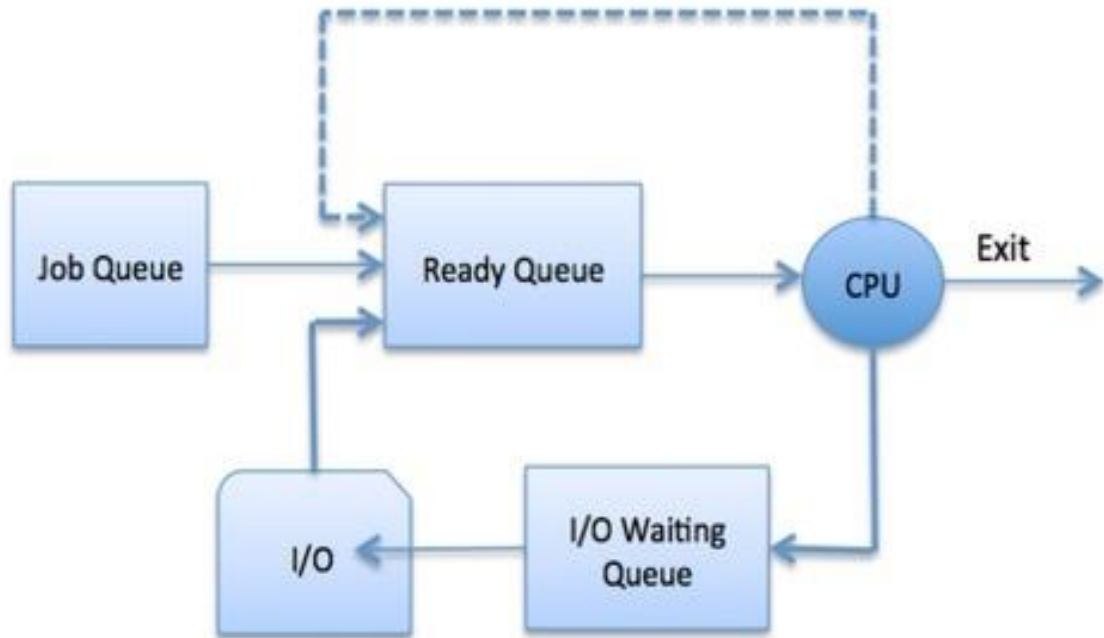 Job Queue
Ready Queue
CPU
Exit
I/O
I/O Waiting
Queue